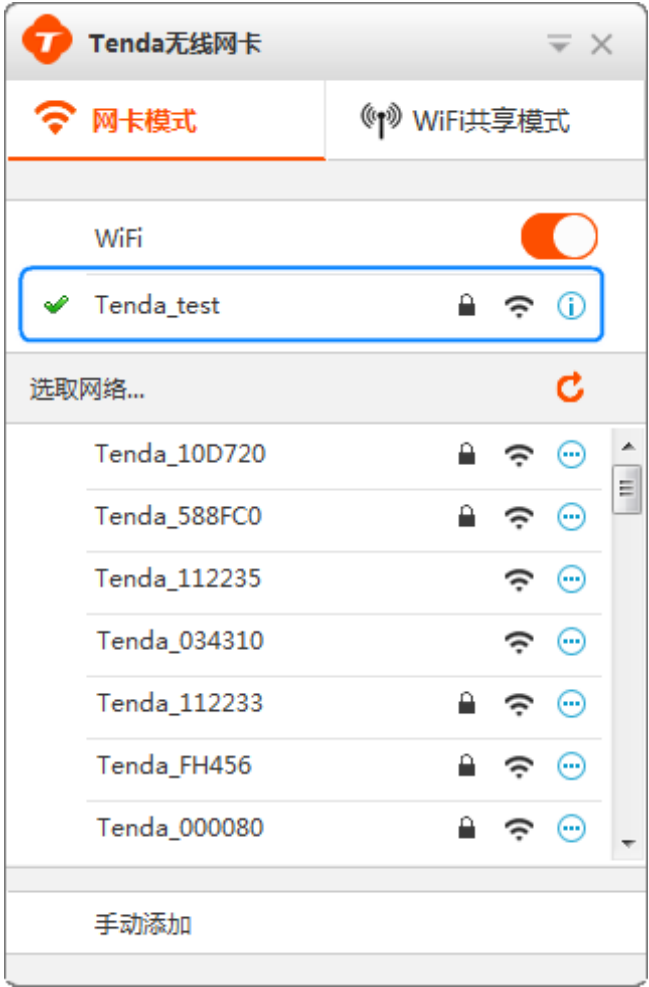 Tenda无线网卡
网卡模式
WiFi共享模式
WiFi
Tenda_test
选取网络...
Tenda_10D720
Tenda_588FC0
Tenda_112235
Tenda_034310
Tenda_112233
Tenda_FH456
Tenda_000080
手动添加